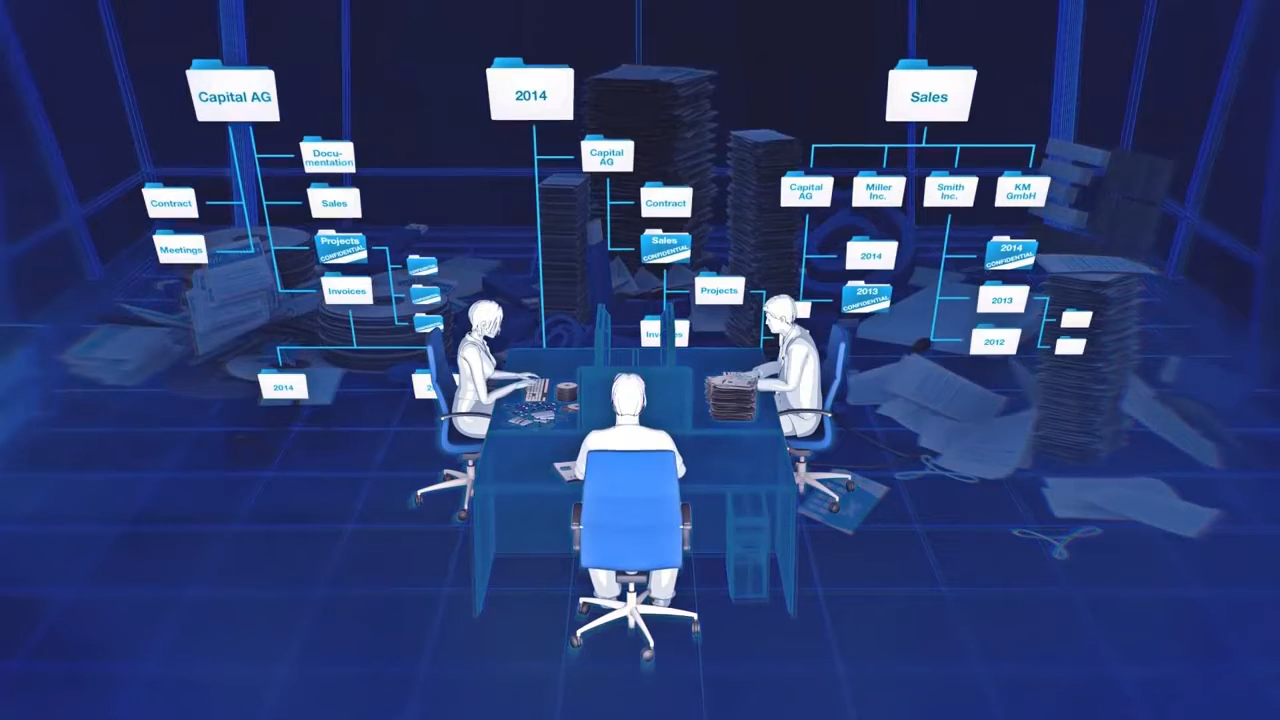 Capital AG
2014
Sales
Docu-
mentation
Capital
AG
Capital
AG
Miller
Inc.
Smith
Inc.
KM
GmbH
Contract
Sales
Contract
Meetings
Projects
CONFIDENTIAL
Sales
CONFIDENTIAL
2014
2014
CONFIDENTIAL
Invoices
CONFIDENTIAL
Projects
2013
CONFIDENTIAL
2013
2012
2014